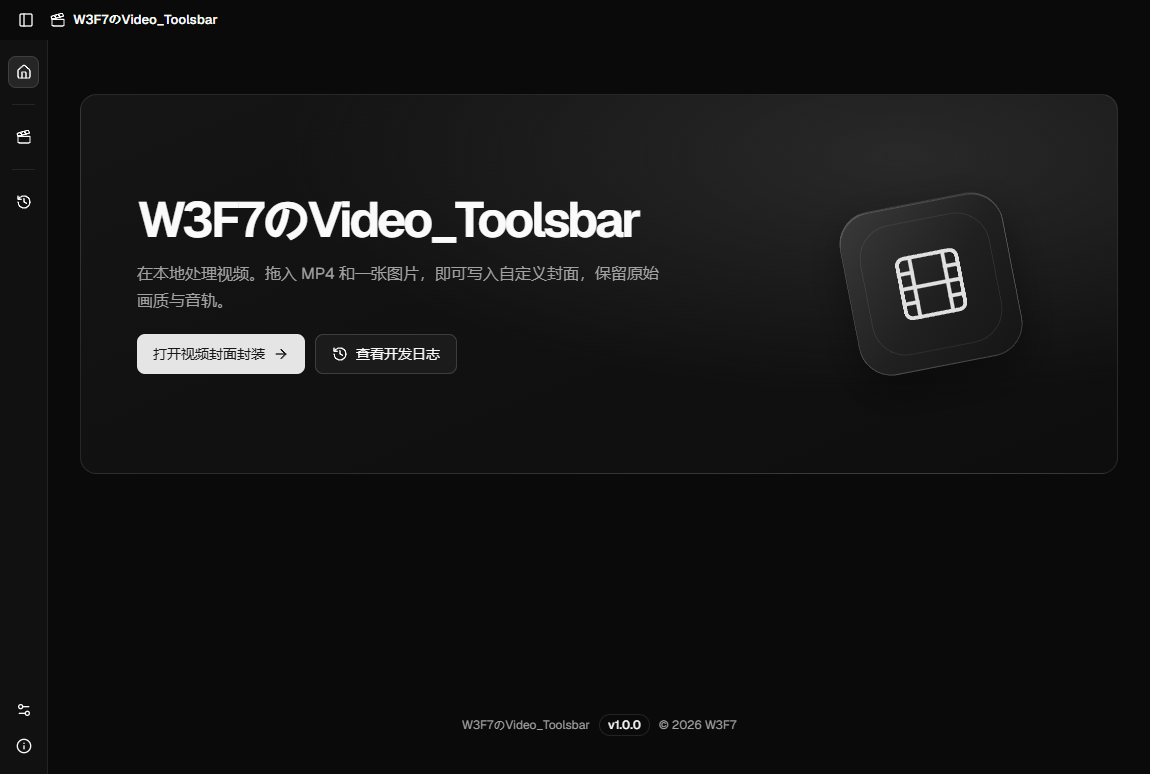 W3F7のVideo_Toolsbar
W3F7のVideo_Toolsbar
在本地处理视频。拖入 MP4 和一张图片，即可写入自定义封面，保留原始
画质与音轨。
打开视频封面封装 →
查看开发日志
W3F7のVideo_Toolsbar v1.0.0 © 2026 W3F7